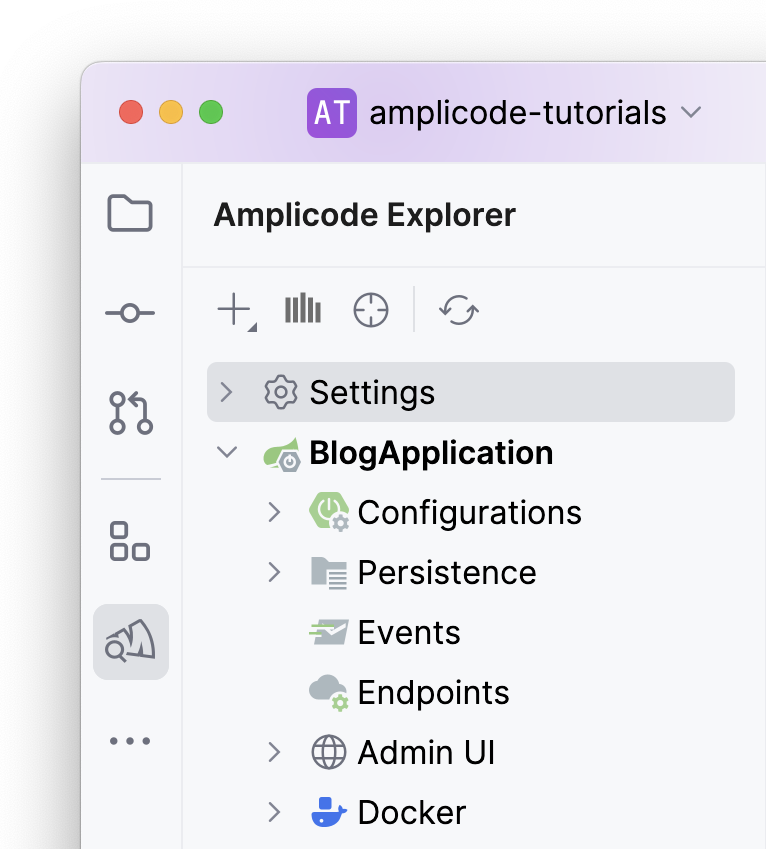 AT amplicode-tutorials
Amplicode Explorer
Settings
BlogApplication
Configurations
Persistence
Events
Endpoints
Admin UI
Docker